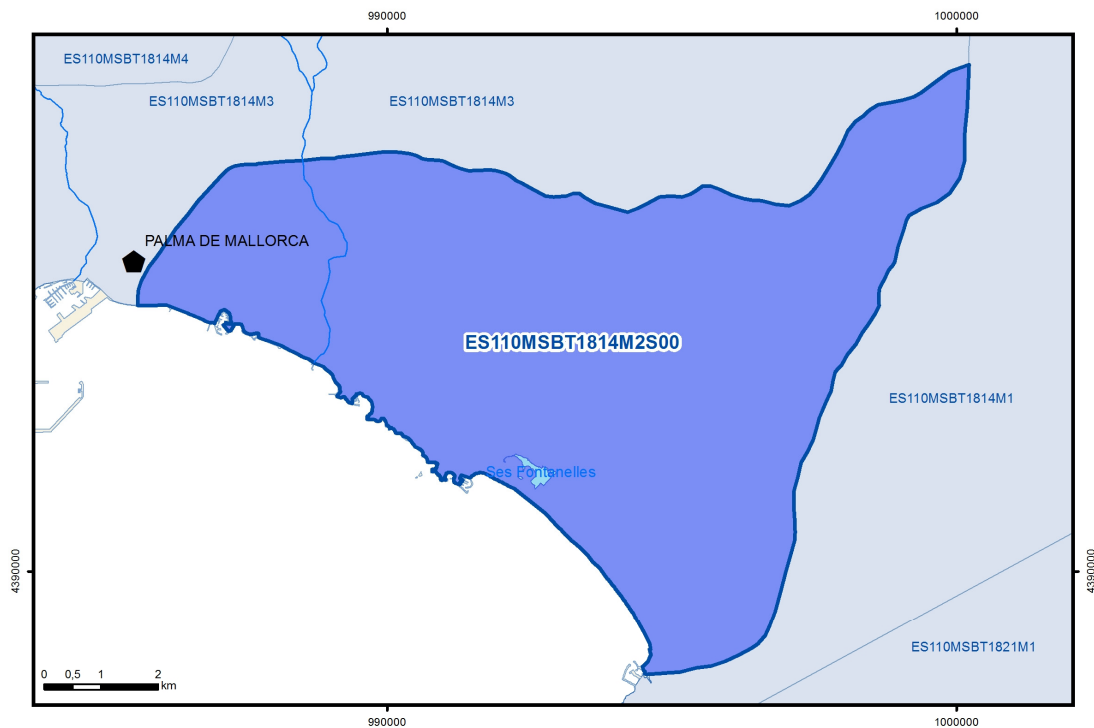 990000
1000000
ES110MSBT1814M4
ES110MSBT1814M3
ES110MSBT1814M3
PALMA DE MALLORCA
ES110MSBT1814M2S00
ES110MSBT1814M1
Ses Fontanelles
4390000
4390000
ES110MSBT1821M1
0 0,5 1 2
km
990000
1000000